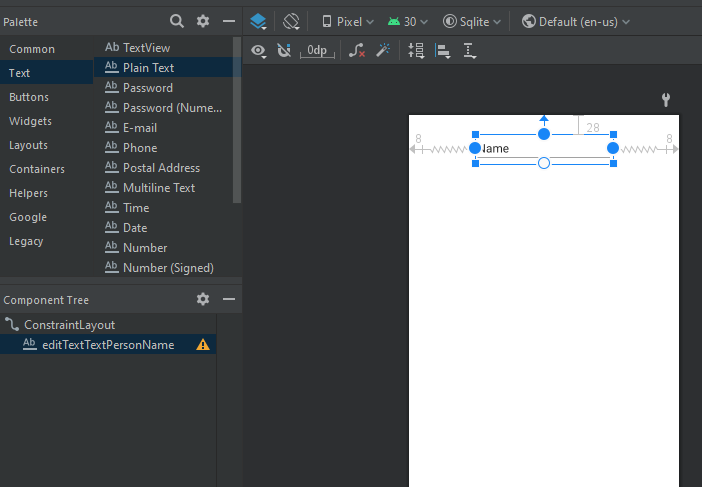 Palette
Pixel
30
Sqlite
Default (en-us)
Common
Text
Buttons
Widgets
Layouts
Containers
Helpers
Google
Legacy
Ab TextView
Ab Plain Text
Ab Password
Ab Password (Nume...
Ab E-mail
Ab Phone
Ab Postal Address
Ab Multiline Text
Ab Time
Ab Date
Ab Number
Ab Number (Signed)
0dp
28
8
Name
8
Component Tree
ConstraintLayout
Ab editTextTextPersonName